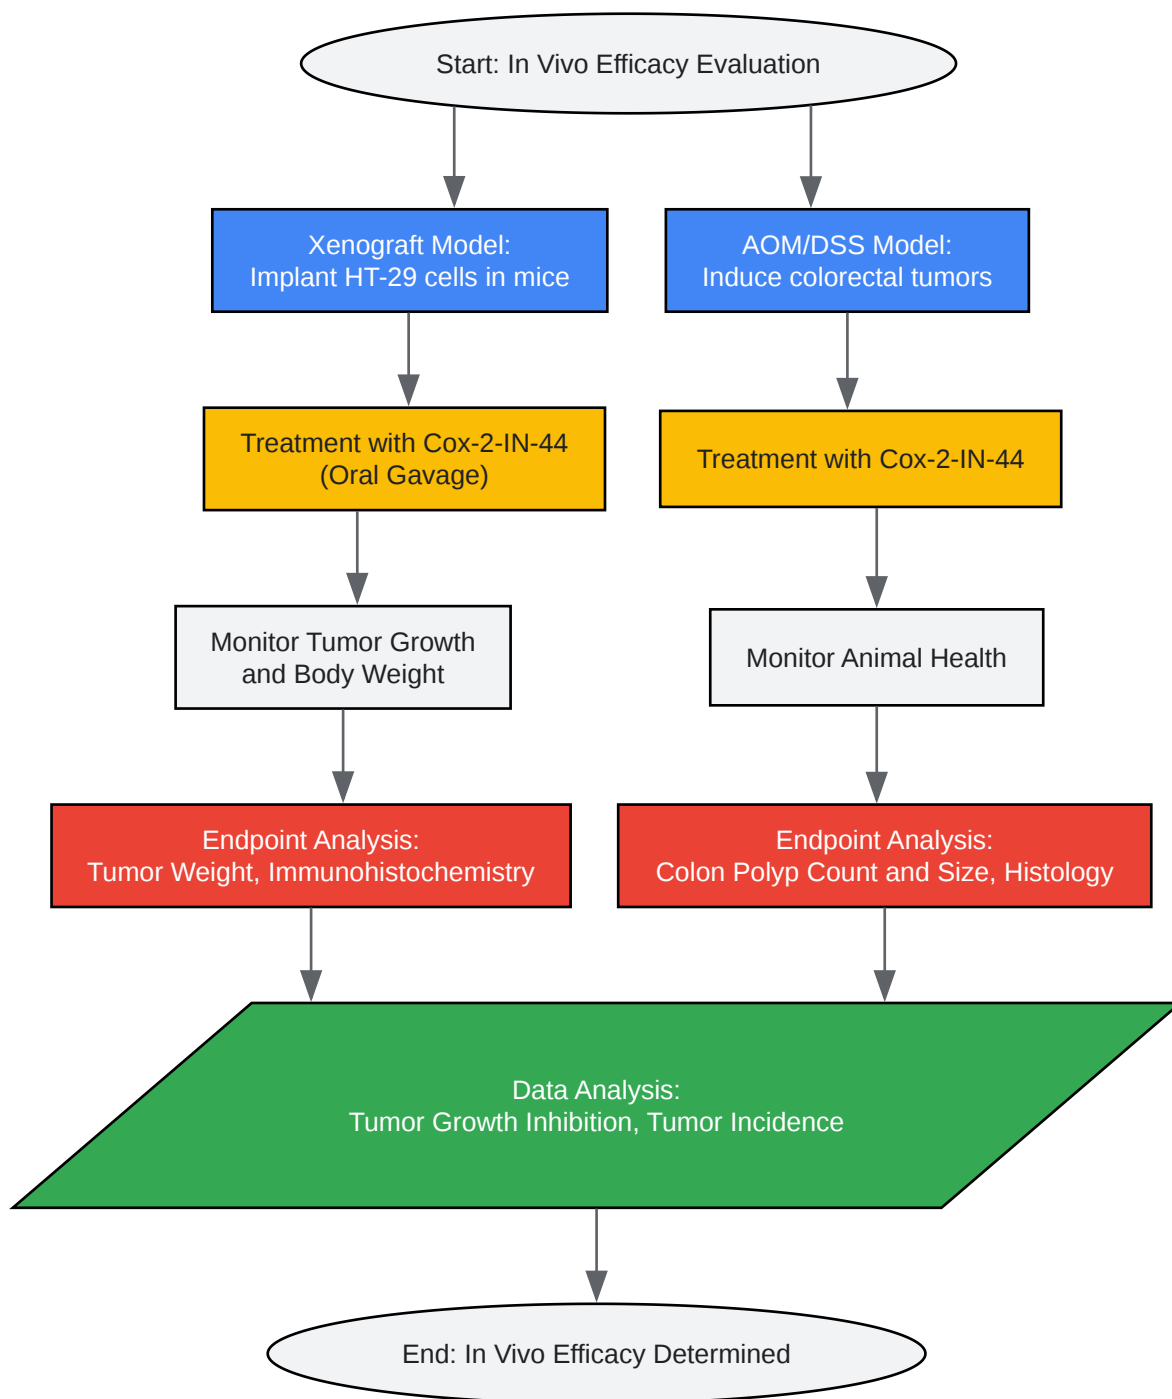 Start: In Vivo Efficacy Evaluation
Xenograft Model:
Implant HT-29 cells in mice
AOM/DSS Model:
Induce colorectal tumors
Treatment with Cox-2-IN-44
(Oral Gavage)
Treatment with Cox-2-IN-44
Monitor Tumor Growth
and Body Weight
Monitor Animal Health
Endpoint Analysis:
Tumor Weight, Immunohistochemistry
Endpoint Analysis:
Colon Polyp Count and Size, Histology
Data Analysis:
Tumor Growth Inhibition, Tumor Incidence
End: In Vivo Efficacy Determined